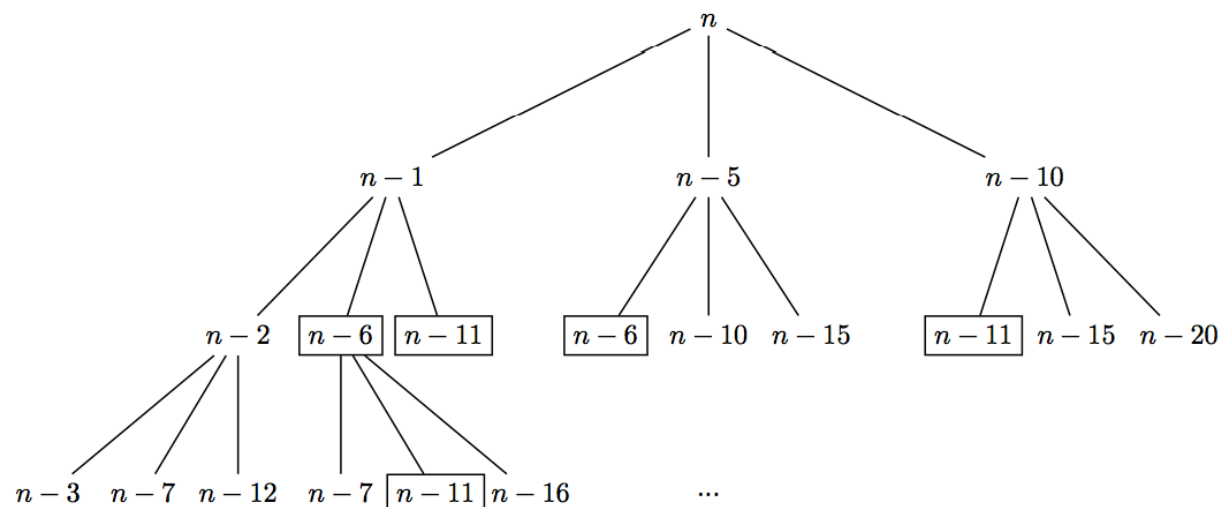 n
n − 1 n − 5 n − 10
n − 2 n − 6 n − 11 n − 6 n − 10 n − 15 n − 11 n − 15 n − 20
n − 3 n − 7 n − 12 n − 7 n − 11 n − 16 ...